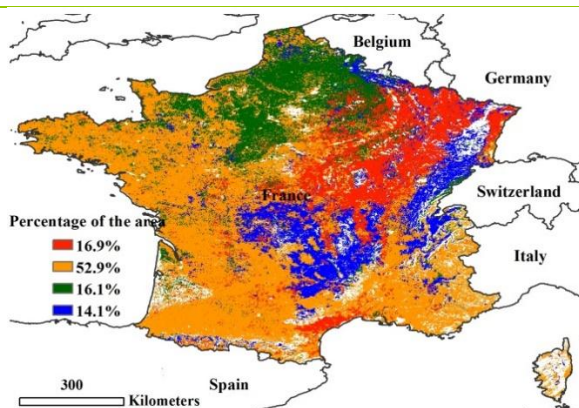 Belgium
Germany
France
Switzerland
Percentage of the area
16.9%
Italy
52.9%
16.1%
14.1%
300
Spain
Kilometers